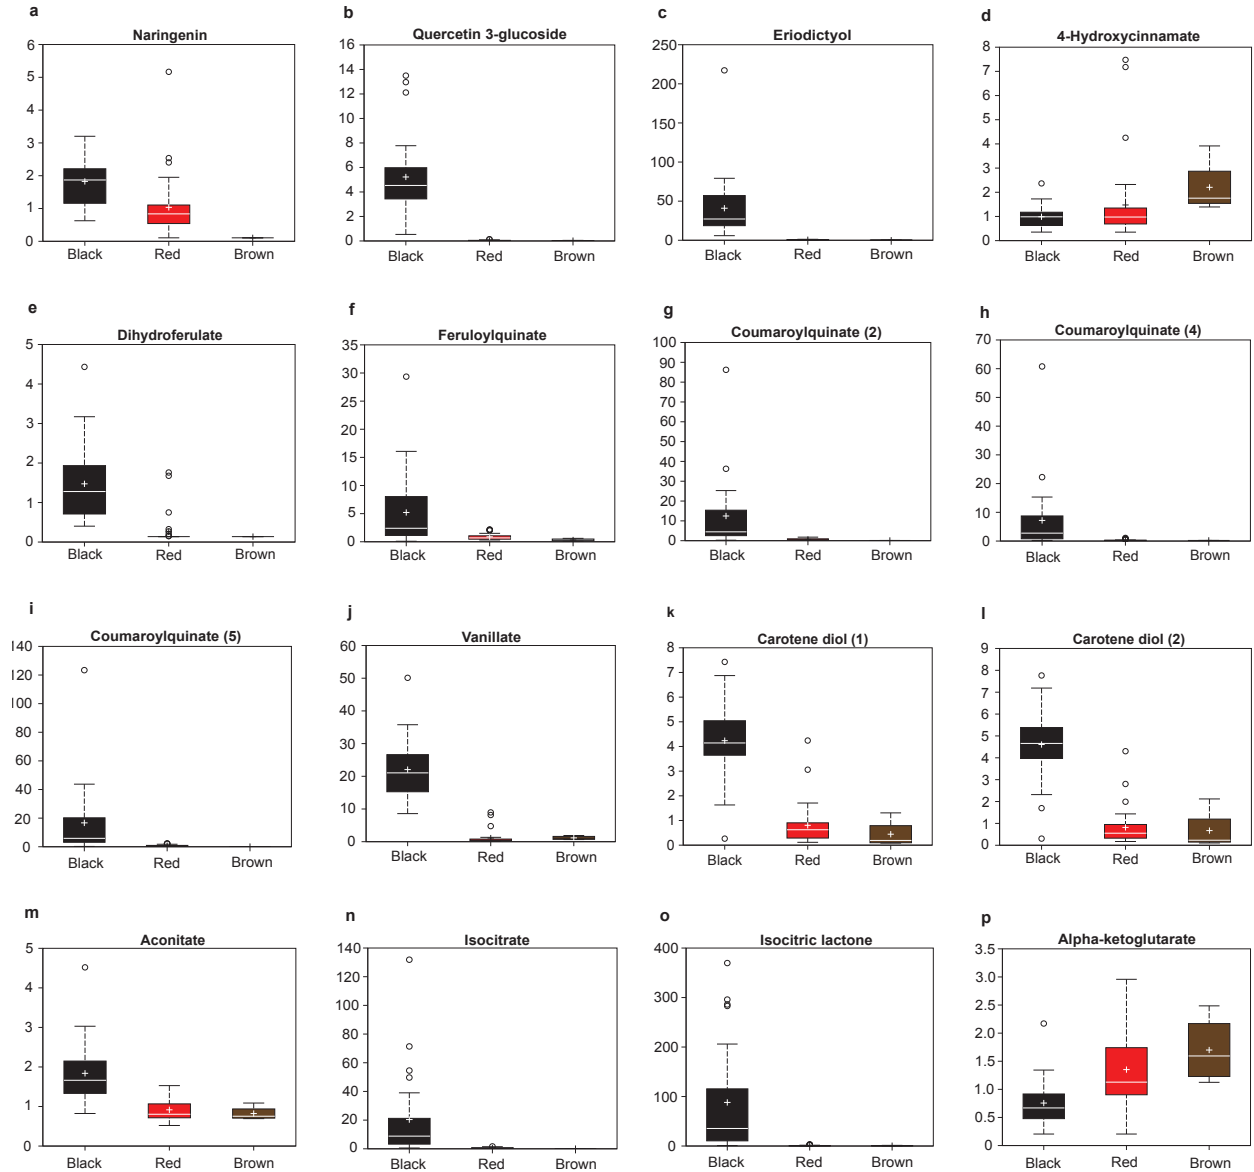 a
Naringenin
6
5
4
3
2
1
0
Black Red Brown
b
Quercetin 3-glucoside
16
14
12
10
8
6
4
2
0
Black Red Brown
c
Eriodictyol
250
200
150
100
50
0
Black Red Brown
d
4-Hydroxycinnamate
8
7
6
5
4
3
2
1
0
Black Red Brown
e
Dihydroferulate
5
4
3
2
1
0
Black Red Brown
f
Feruloylquinate
35
30
25
20
15
10
5
0
Black Red Brown
g
Coumaroylquinate (2)
100
90
80
70
60
50
40
30
20
10
0
Black Red Brown
h
Coumaroylquinate (4)
70
60
50
40
30
20
10
0
Black Red Brown
i
Coumaroylquinate (5)
140
120
100
80
60
40
20
0
Black Red Brown
j
Vanillate
60
50
40
30
20
10
0
Black Red Brown
k
Carotene diol (1)
8
7
6
5
4
3
2
1
0
Black Red Brown
l
Carotene diol (2)
9
8
7
6
5
4
3
2
1
0
Black Red Brown
m
Aconitate
5
4
3
2
1
0
Black Red Brown
n
Isocitrate
140
120
100
80
60
40
20
0
Black Red Brown
o
Isocitric lactone
400
300
200
100
0
Black Red Brown
p
Alpha-ketoglutarate
3.5
3.0
2.5
2.0
1.5
1.0
0.5
0
Black Red Brown